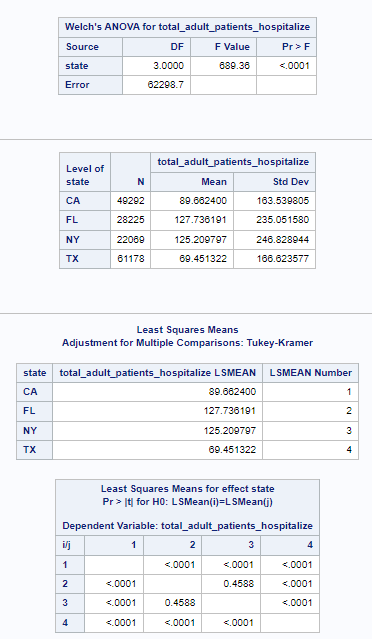 Welch's ANOVA for total_adult_patients_hospitalize
Source DF F Value Pr > F
state 3.0000 689.36 <.0001
Error 62298.7
Level of state N total_adult_patients_hospitalize
Mean Std Dev
CA 49292 89.662400 163.539805
FL 28225 127.736191 235.051580
NY 22069 125.209797 246.828944
TX 61178 69.451322 166.623577
Least Squares Means
Adjustment for Multiple Comparisons: Tukey-Kramer
state total_adult_patients_hospitalize LSMEAN LSMEAN Number
CA 89.662400 1
FL 127.736191 2
NY 125.209797 3
TX 69.451322 4
Least Squares Means for effect state
Pr > |t| for H0: LSMean(i)=LSMean(j)
Dependent Variable: total_adult_patients_hospitalize
i/j 1 2 3 4
1 <.0001 <.0001 <.0001
2 <.0001 0.4588 <.0001
3 <.0001 0.4588 <.0001
4 <.0001 <.0001 <.0001